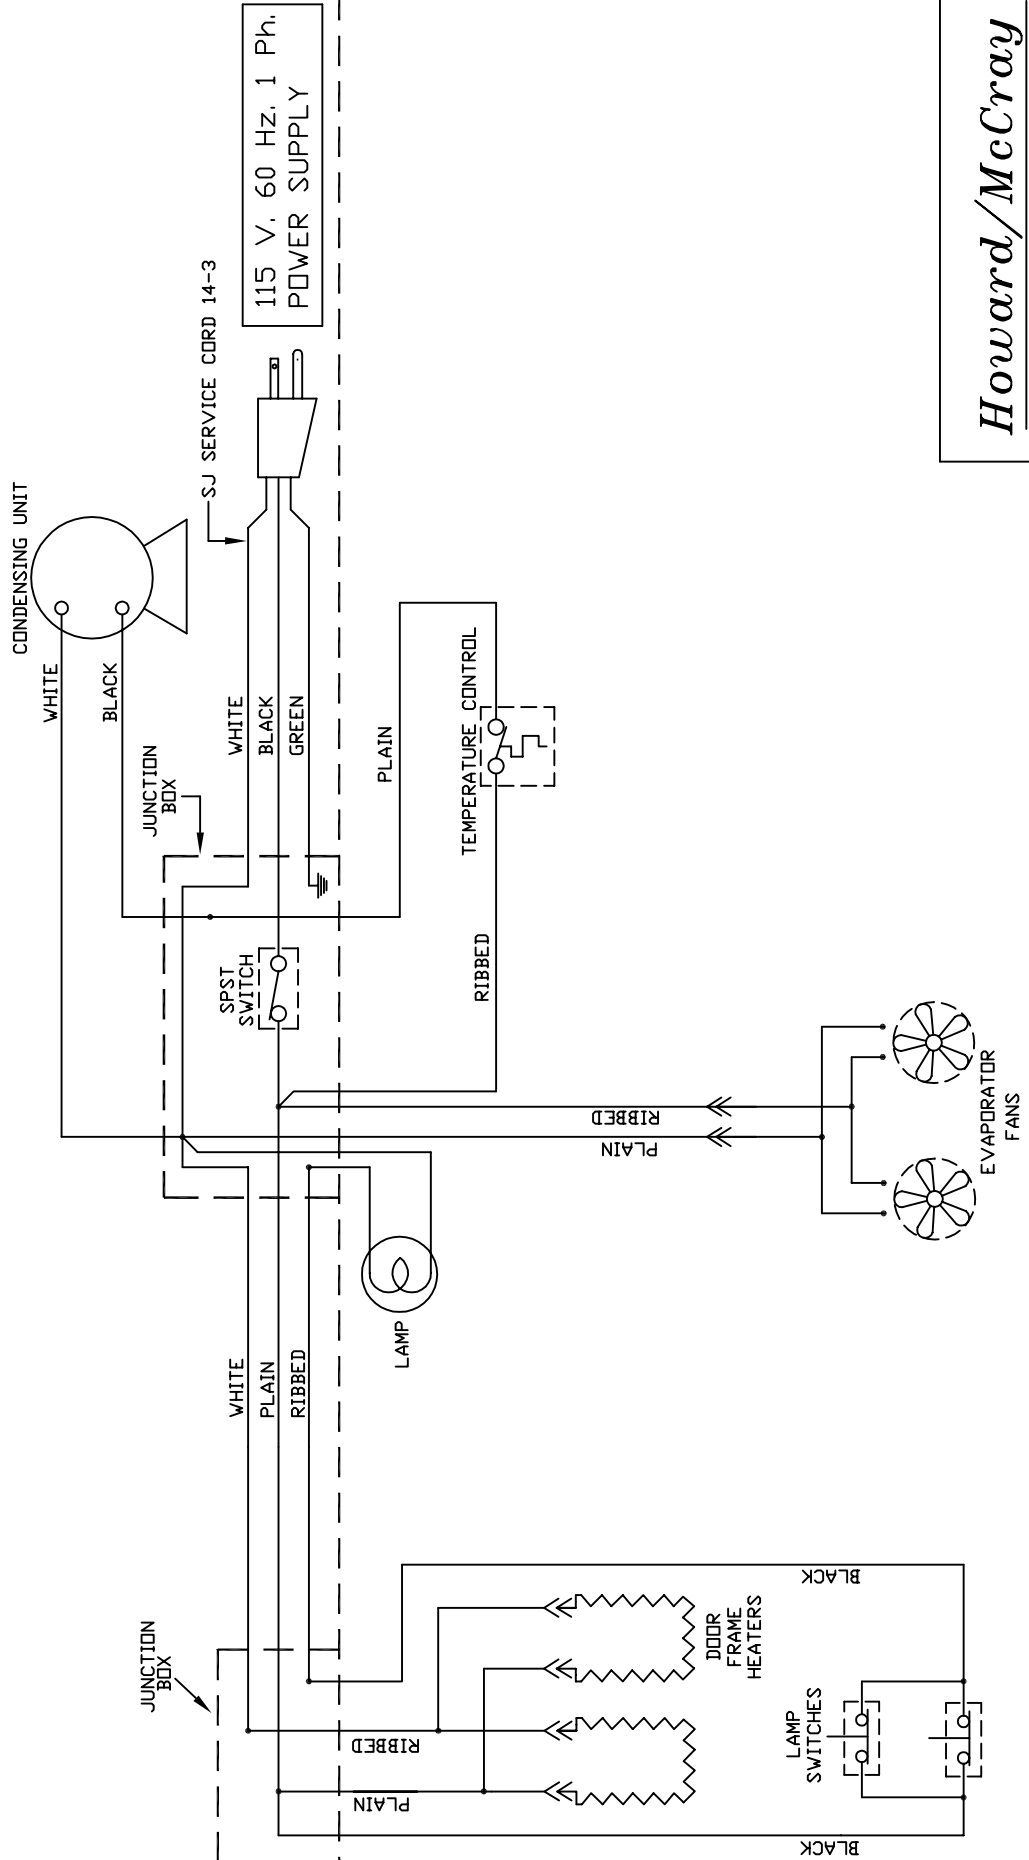 115 V. 60 Hz. 1 Ph.
POWER SUPPLY
Howard/McCray
SJ SERVICE CORD 14-3
CONDENSING UNIT
WHITE
BLACK
WHITE
BLACK
GREEN
JUNCTION
BOX
PLAIN
TEMPERATURE CONTROL
RIBBED
SPST
SWITCH
RIBBED
PLAIN
EVAPORATOR
FANS
LAMP
WHITE
PLAIN
RIBBED
JUNCTION
BOX
RIBBED
PLAIN
DOOR
FRAME
HEATERS
BLACK
LAMP
SWITCHES
BLACK